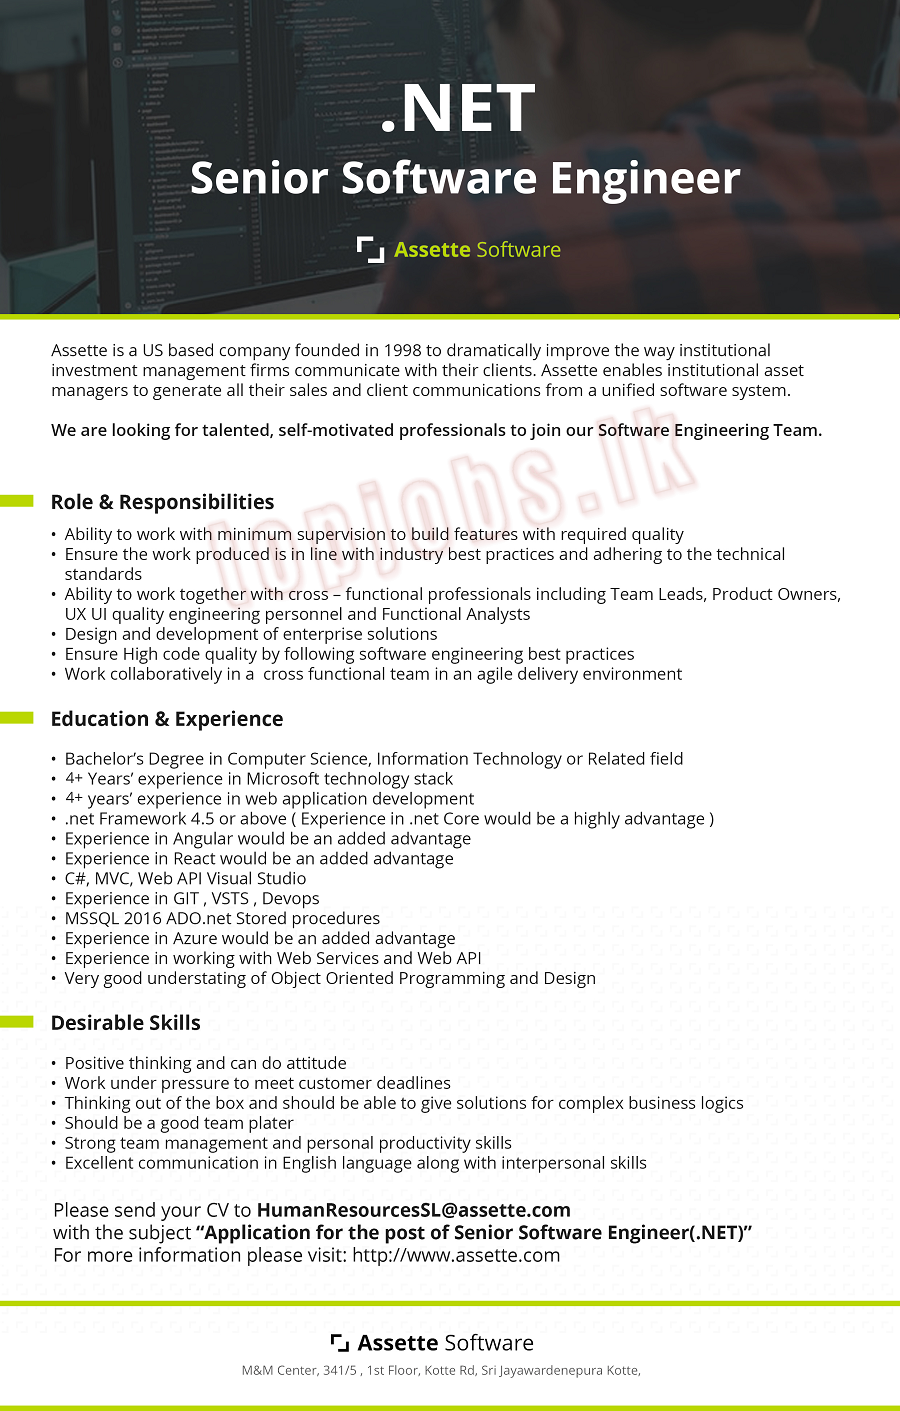 .NET
Senior Software Engineer
Assette Software
Assette is a US based company founded in 1998 to dramatically improve the way institutional
investment management firms communicate with their clients. Assette enables institutional asset
managers to generate all their sales and client communications from a unified software system.
We are looking for talented, self-motivated professionals to join our Software Engineering Team.
topjobs.lk
Role & Responsibilities
• Ability to work with minimum supervision to build features with required quality
• Ensure the work produced is in line with industry best practices and adhering to the technical
standards
• Ability to work together with cross – functional professionals including Team Leads, Product Owners,
UX UI quality engineering personnel and Functional Analysts
• Design and development of enterprise solutions
• Ensure High code quality by following software engineering best practices
• Work collaboratively in a  cross functional team in an agile delivery environment
Education & Experience
• Bachelor's Degree in Computer Science, Information Technology or Related field
• 4+ Years' experience in Microsoft technology stack
• 4+ years' experience in web application development
• .net Framework 4.5 or above ( Experience in .net Core would be a highly advantage )
• Experience in Angular would be an added advantage
• Experience in React would be an added advantage
• C#, MVC, Web API Visual Studio
• Experience in GIT , VSTS , Devops
• MSSQL 2016 ADO.net Stored procedures
• Experience in Azure would be an added advantage
• Experience in working with Web Services and Web API
• Very good understating of Object Oriented Programming and Design
Desirable Skills
• Positive thinking and can do attitude
• Work under pressure to meet customer deadlines
• Thinking out of the box and should be able to give solutions for complex business logics
• Should be a good team plater
• Strong team management and personal productivity skills
• Excellent communication in English language along with interpersonal skills
Please send your CV to HumanResourcesSL@assette.com
with the subject “Application for the post of Senior Software Engineer(.NET)”
For more information please visit: http://www.assette.com
Assette Software
M&M Center, 341/5 , 1st Floor, Kotte Rd, Sri Jayawardenepura Kotte,